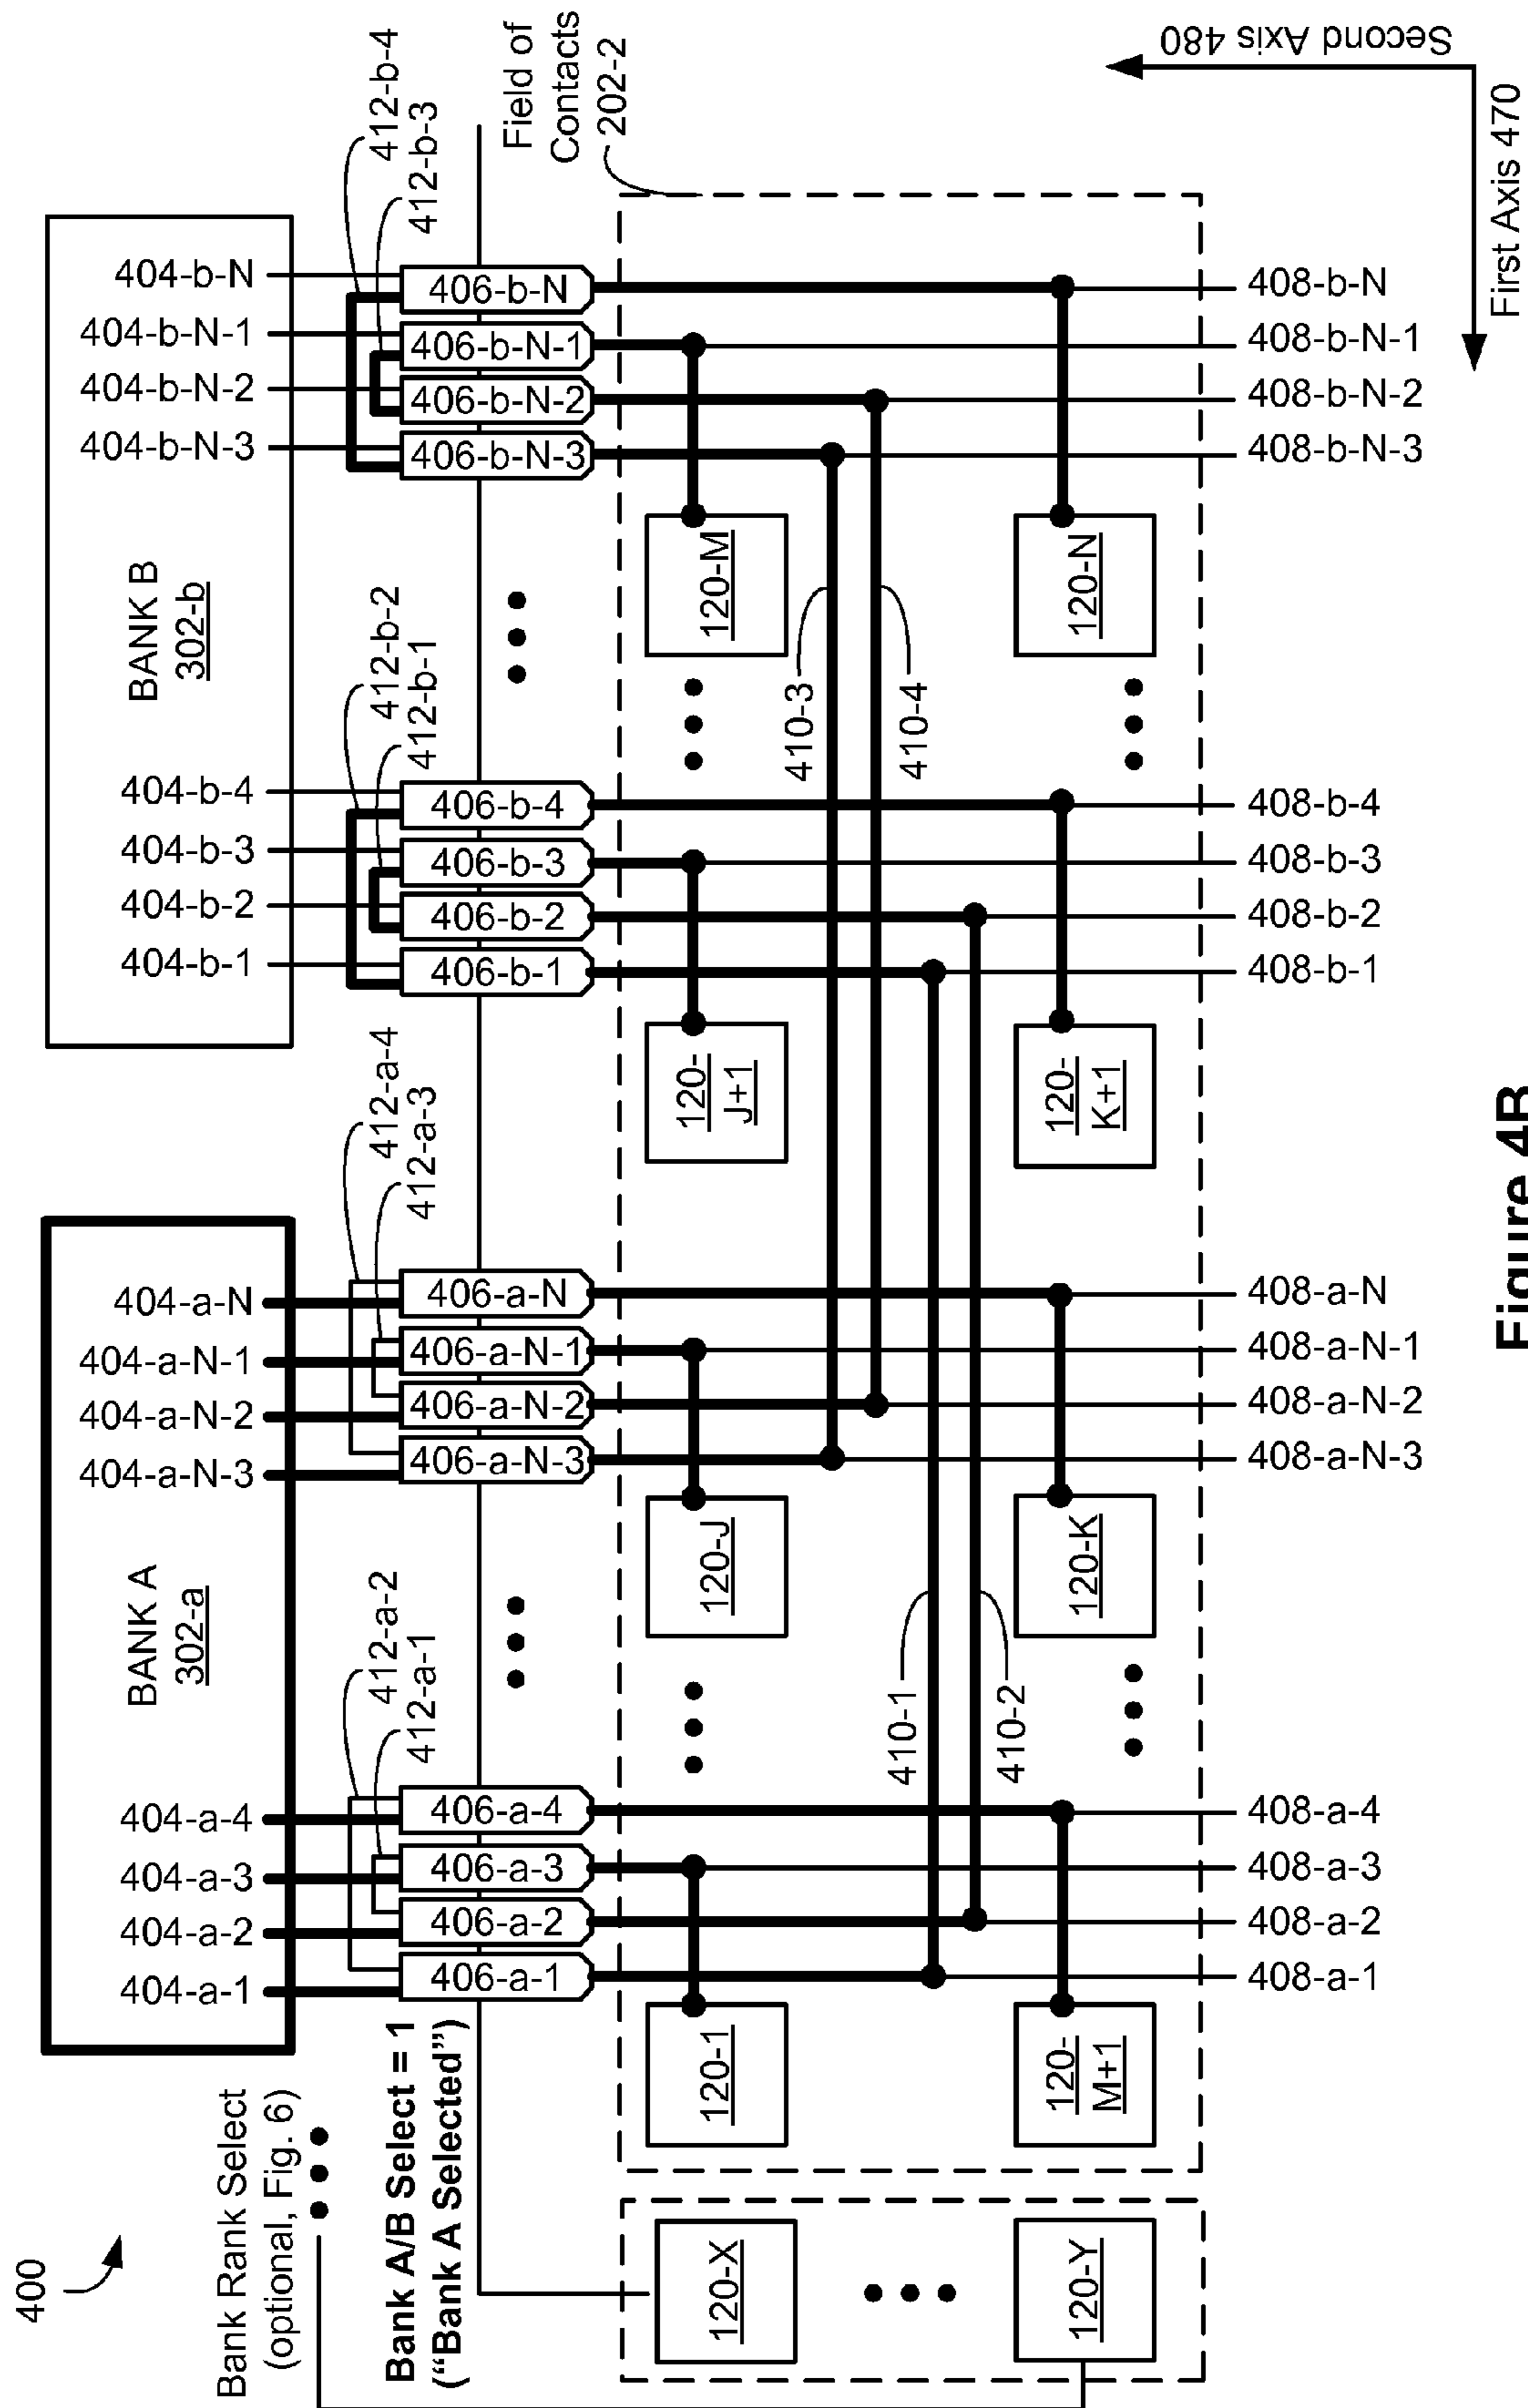 400
Bank Rank Select
(optional, Fig. 6)
Bank A/B Select = 1
("Bank A Selected")
BANK A
302-a
404-a-1
404-a-2
404-a-3
404-a-4
404-a-N-3
404-a-N-2
404-a-N-1
404-a-N
BANK B
302-b
404-b-1
404-b-2
404-b-3
404-b-4
404-b-N-3
404-b-N-2
404-b-N-1
404-b-N
412-a-2
412-a-1
412-a-4
412-a-3
412-b-2
412-b-1
412-b-4
412-b-3
406-a-1
406-a-2
406-a-3
406-a-4
406-a-N-3
406-a-N-2
406-a-N-1
406-a-N
406-b-1
406-b-2
406-b-3
406-b-4
406-b-N-3
406-b-N-2
406-b-N-1
406-b-N
Field of
Contacts
202-2
120-X
120-1
120-J
120-
J+1
120-M
410-1
410-2
410-3
410-4
120-Y
120-
M+1
120-K
120-
K+1
120-N
408-a-1
408-a-2
408-a-3
408-a-4
408-a-N-3
408-a-N-2
408-a-N-1
408-a-N
408-b-1
408-b-2
408-b-3
408-b-4
408-b-N-3
408-b-N-2
408-b-N-1
408-b-N
Second Axis 480
First Axis 470
Figure 4B